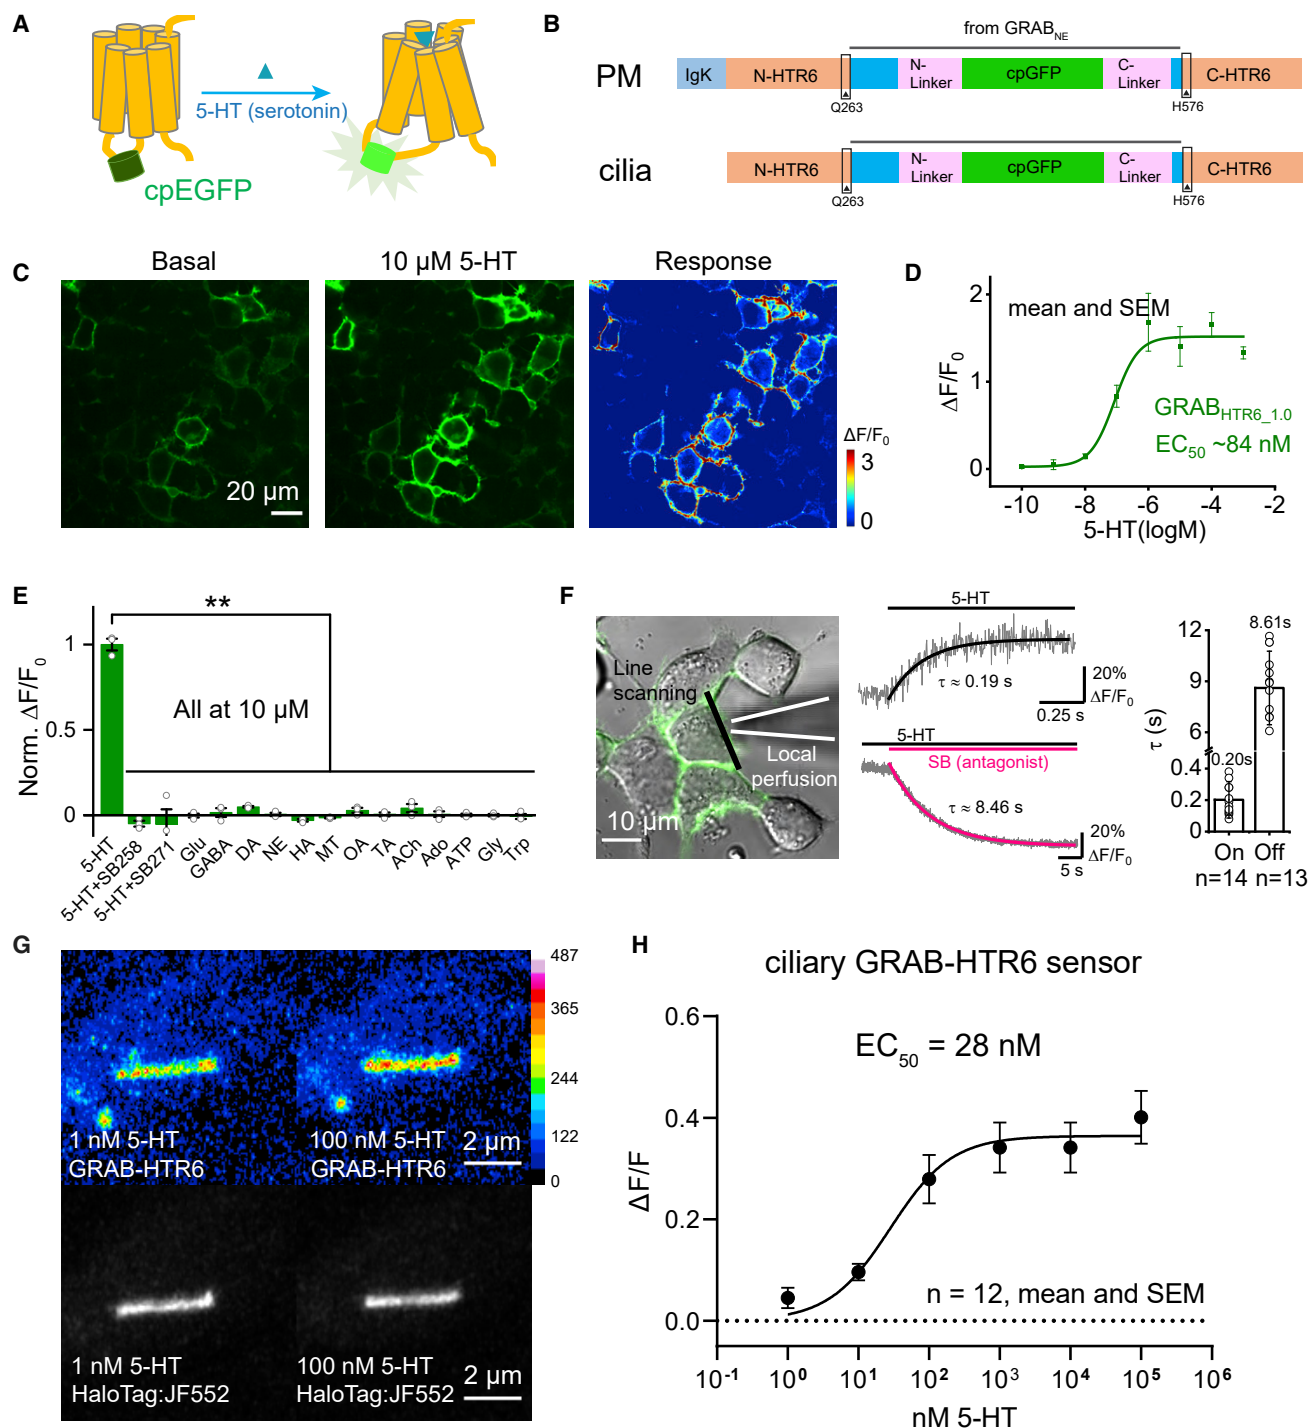 A
5-HT (serotonin)
cpEGFP
B
from GRAB_NE
PM
IgK
N-HTR6
N-
Linker
cpGFP
C-
Linker
C-HTR6
Q263
H576
cilia
N-HTR6
N-
Linker
cpGFP
C-
Linker
C-HTR6
Q263
H576
C
Basal
10 µM 5-HT
Response
20 µm
ΔF/F₀
3
0
D
mean and SEM
ΔF/F₀
2
1
0
GRAB_HTR6_1.0
EC₅₀ ~84 nM
-10 -8 -6 -4 -2
5-HT(logM)
E
**
Norm. ΔF/F₀
1
0.5
0
All at 10 µM
5-HT
5-HT+SB258
5-HT+SB271
Glu
GABA
DA
NE
HA
MT
OA
TA
ACh
Ado
ATP
Gly
Trp
F
Line
scanning
Local
perfusion
10 µm
5-HT
τ ≈ 0.19 s
20%
ΔF/F₀
0.25 s
5-HT
SB (antagonist)
τ ≈ 8.46 s
20%
ΔF/F₀
5 s
τ (s)
12
9
6
0.4
0.2
0
0.20s
8.61s
On Off
n=14 n=13
G
1 nM 5-HT
GRAB-HTR6
100 nM 5-HT
GRAB-HTR6
2 µm
487
365
244
122
0
1 nM 5-HT
HaloTag:JF552
100 nM 5-HT
HaloTag:JF552
2 µm
H
ciliary GRAB-HTR6 sensor
EC₅₀ = 28 nM
ΔF/F
0.6
0.4
0.2
0.0
n = 12, mean and SEM
10⁻¹ 10⁰ 10¹ 10² 10³ 10⁴ 10⁵ 10⁶
nM 5-HT